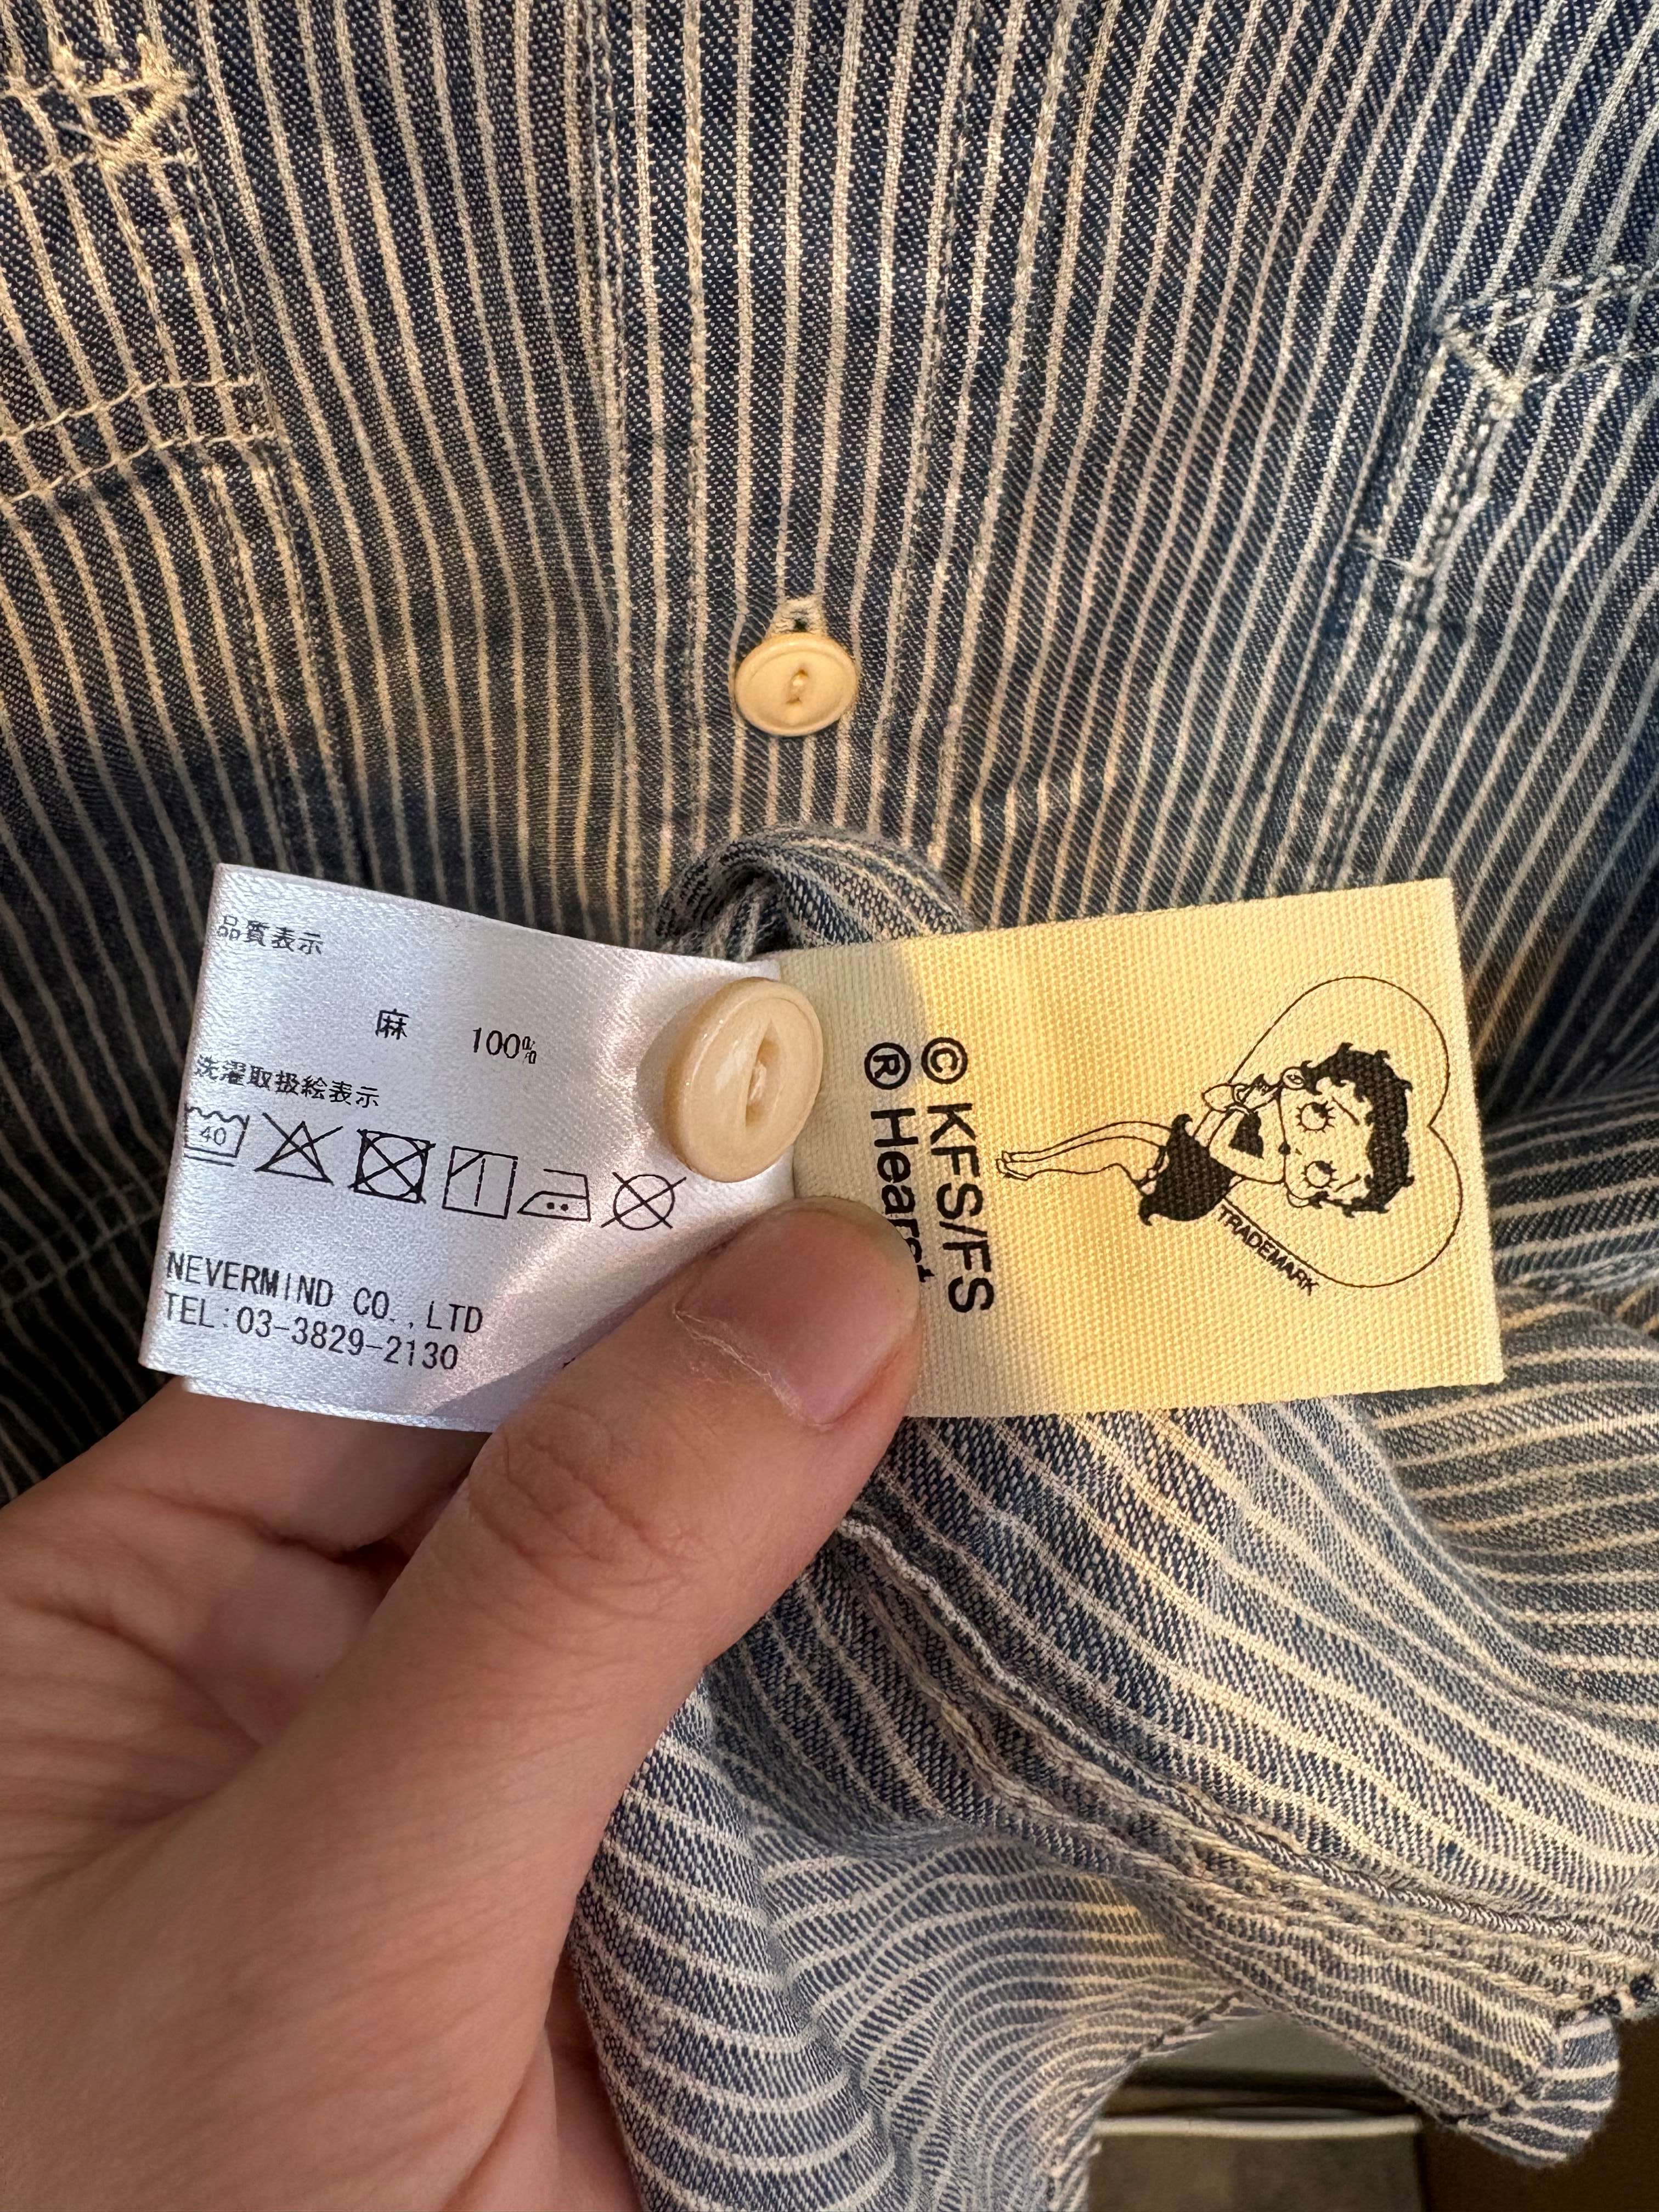 品質表示
麻 100%
洗濯取扱絵表示
40
NEVERMIND CO.,LTD
TEL:03-3829-2130
TRADEMARK
© KFS/FS
® Hearst